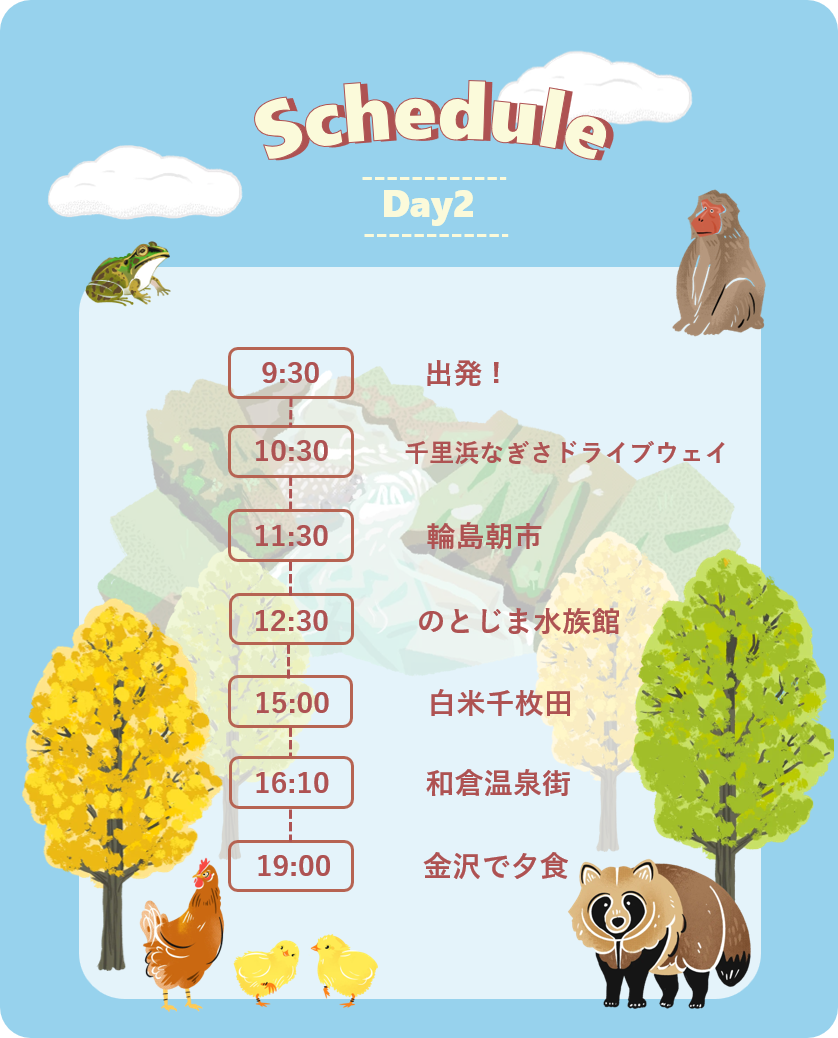 Schedule
Day2
9:30 出発！
10:30 千里浜なぎさドライブウェイ
11:30 輪島朝市
12:30 のとじま水族館
15:00 白米千枚田
16:10 和倉温泉街
19:00 金沢で夕食